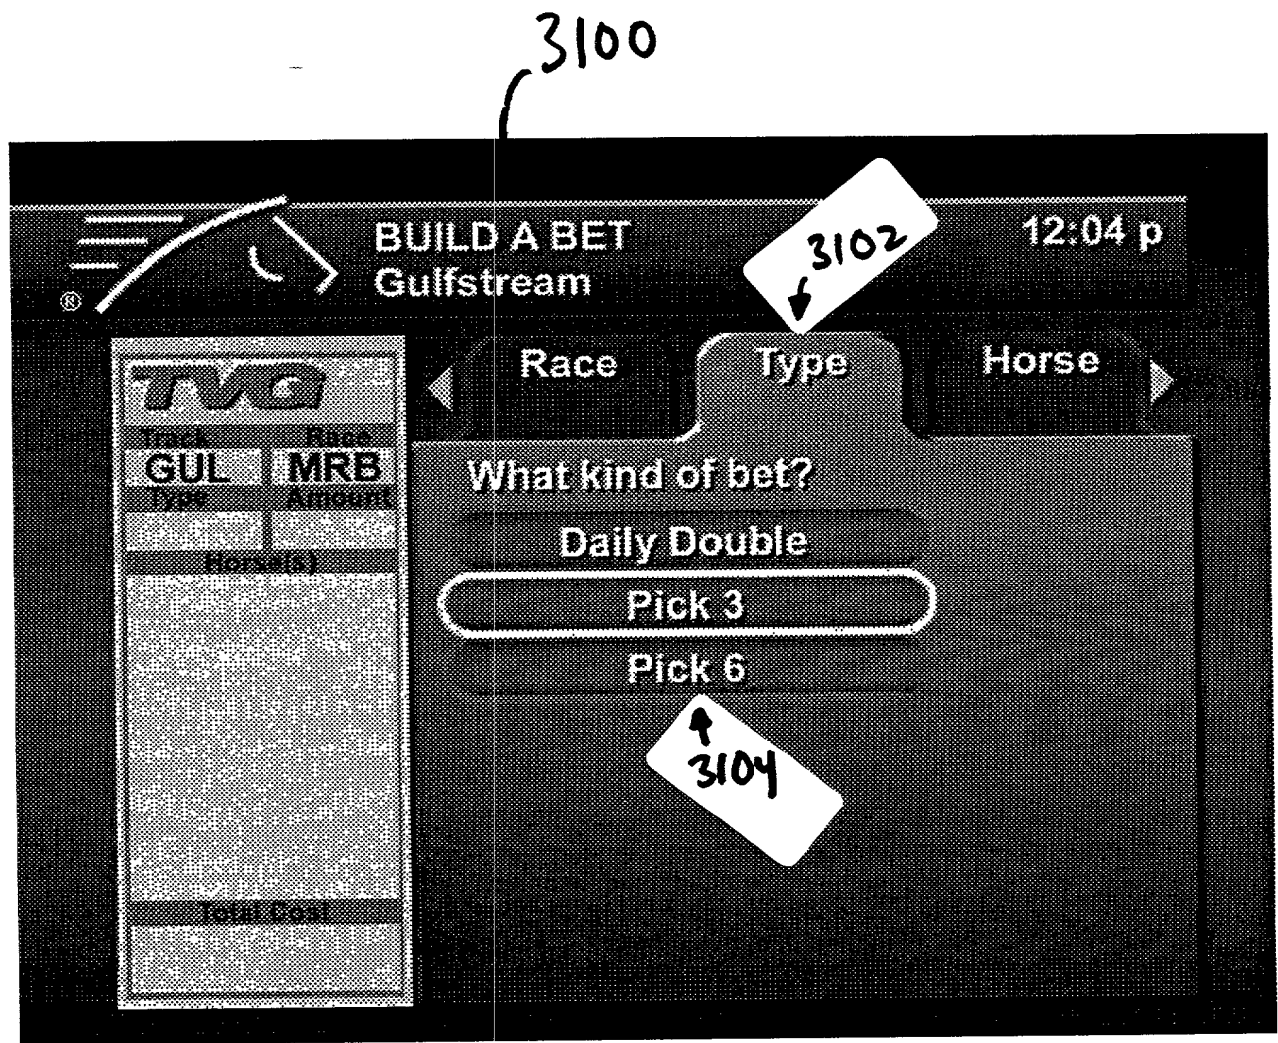 3100
BUILD A BET
Gulfstream
3102
12:04 p
®
TVG
Track Race
GUL MRB
Type Amount
Horse(s)
Total Cost
Race Type Horse
What kind of bet?
Daily Double
Pick 3
Pick 6
3104